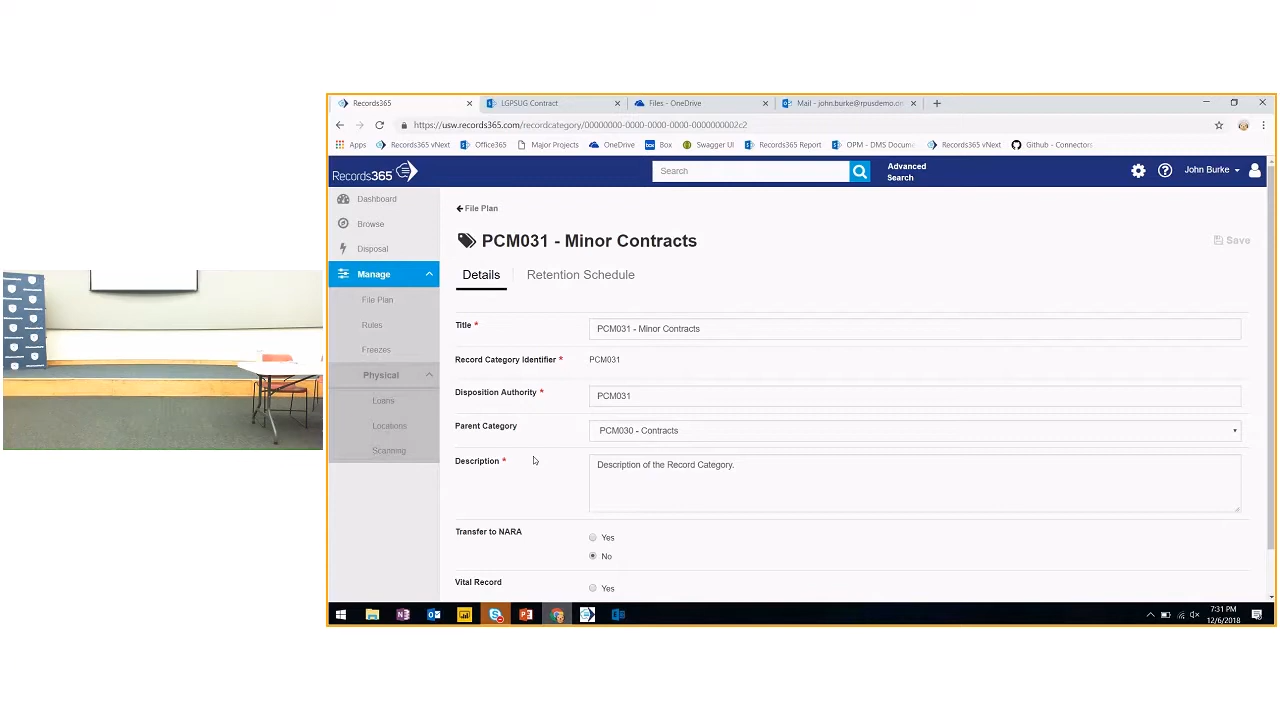 Records365
LGPSUG Contract
Files - OneDrive
Mail - john.burke@rpusdemo.on
https://usw.records365.com/recordcategory/00000000-0000-0000-0000-0000000002c2
Apps Records365 vNext Office365 Major Projects OneDrive Box Swagger UI Records365 Report OPM - DMS Docum Records365 vNext Github - Connectors
Records365 Search Advanced Search John Burke
Dashboard
Browse
Disposal
Manage
File Plan
Rules
Freezes
Physical
Loans
Locations
Scanning
File Plan
PCM031 - Minor Contracts
Save
Details Retention Schedule
Title * PCM031 - Minor Contracts
Record Category Identifier * PCM031
Disposition Authority * PCM031
Parent Category PCM030 - Contracts
Description * Description of the Record Category.
Transfer to NARA
Yes
No
Vital Record
Yes
7:31 PM
12/6/2018